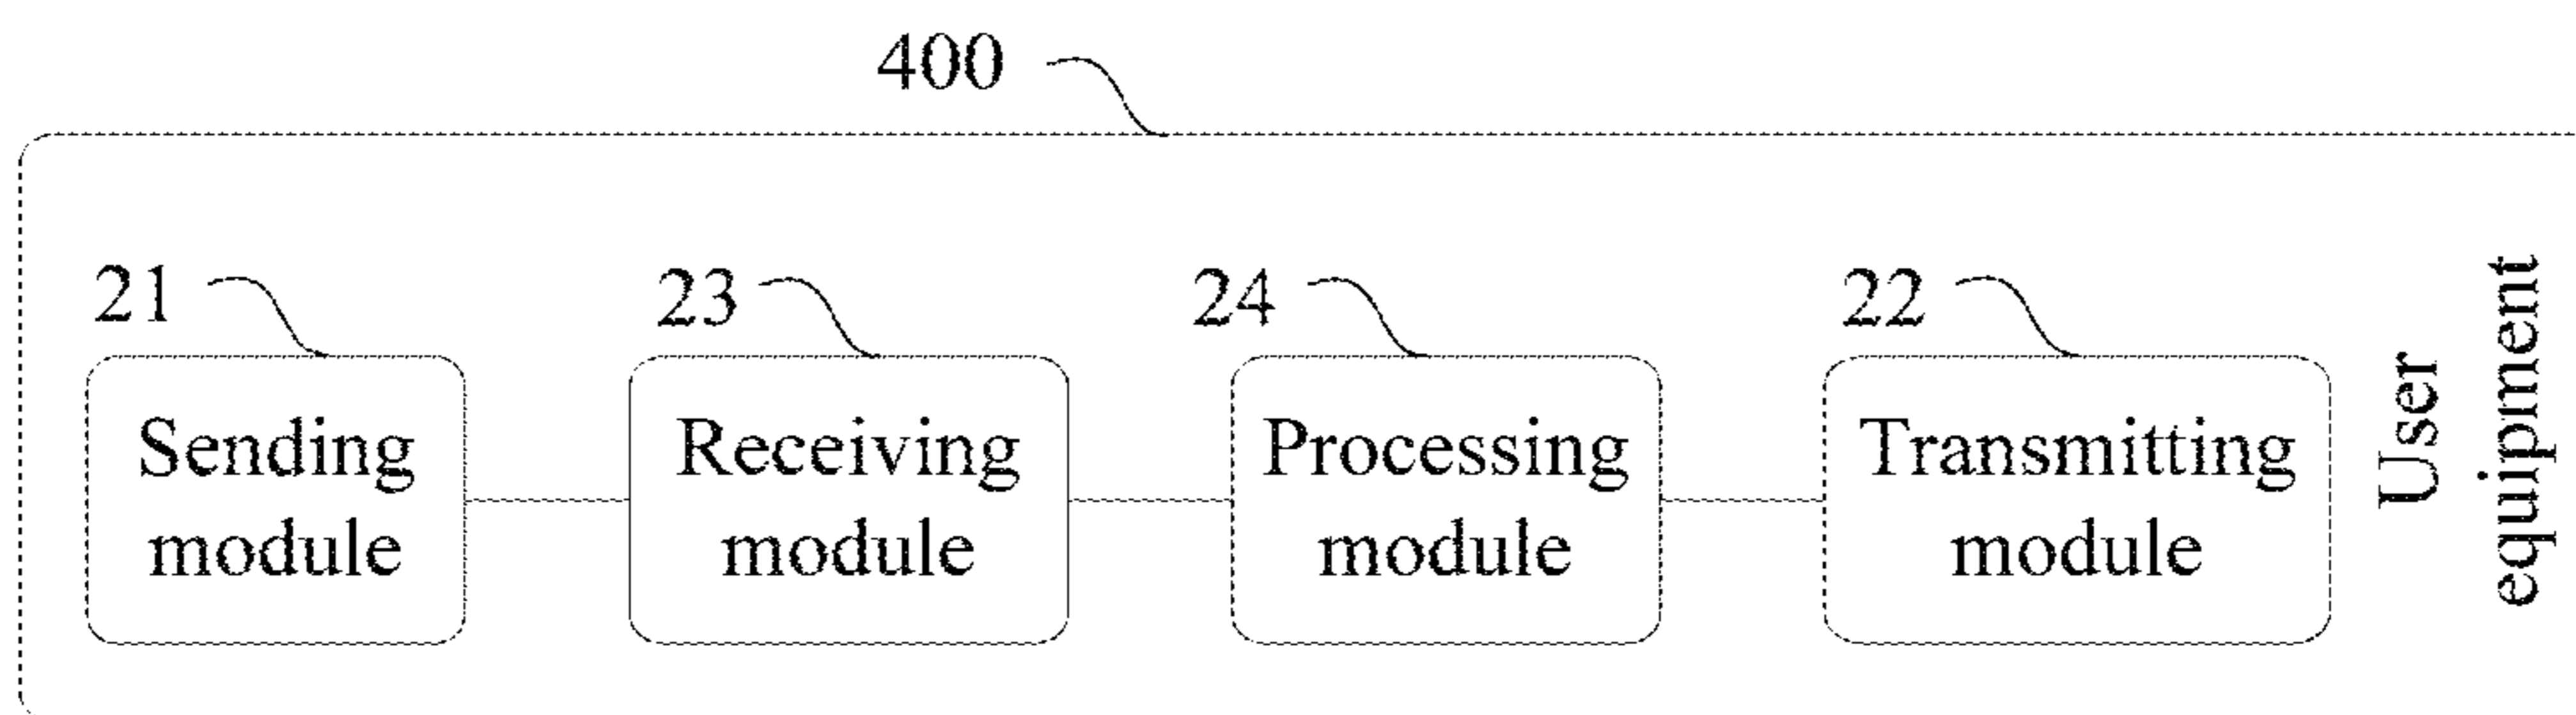 400
21
23
24
22
Sending
module
Receiving
module
Processing
module
Transmitting
module
User
equipment